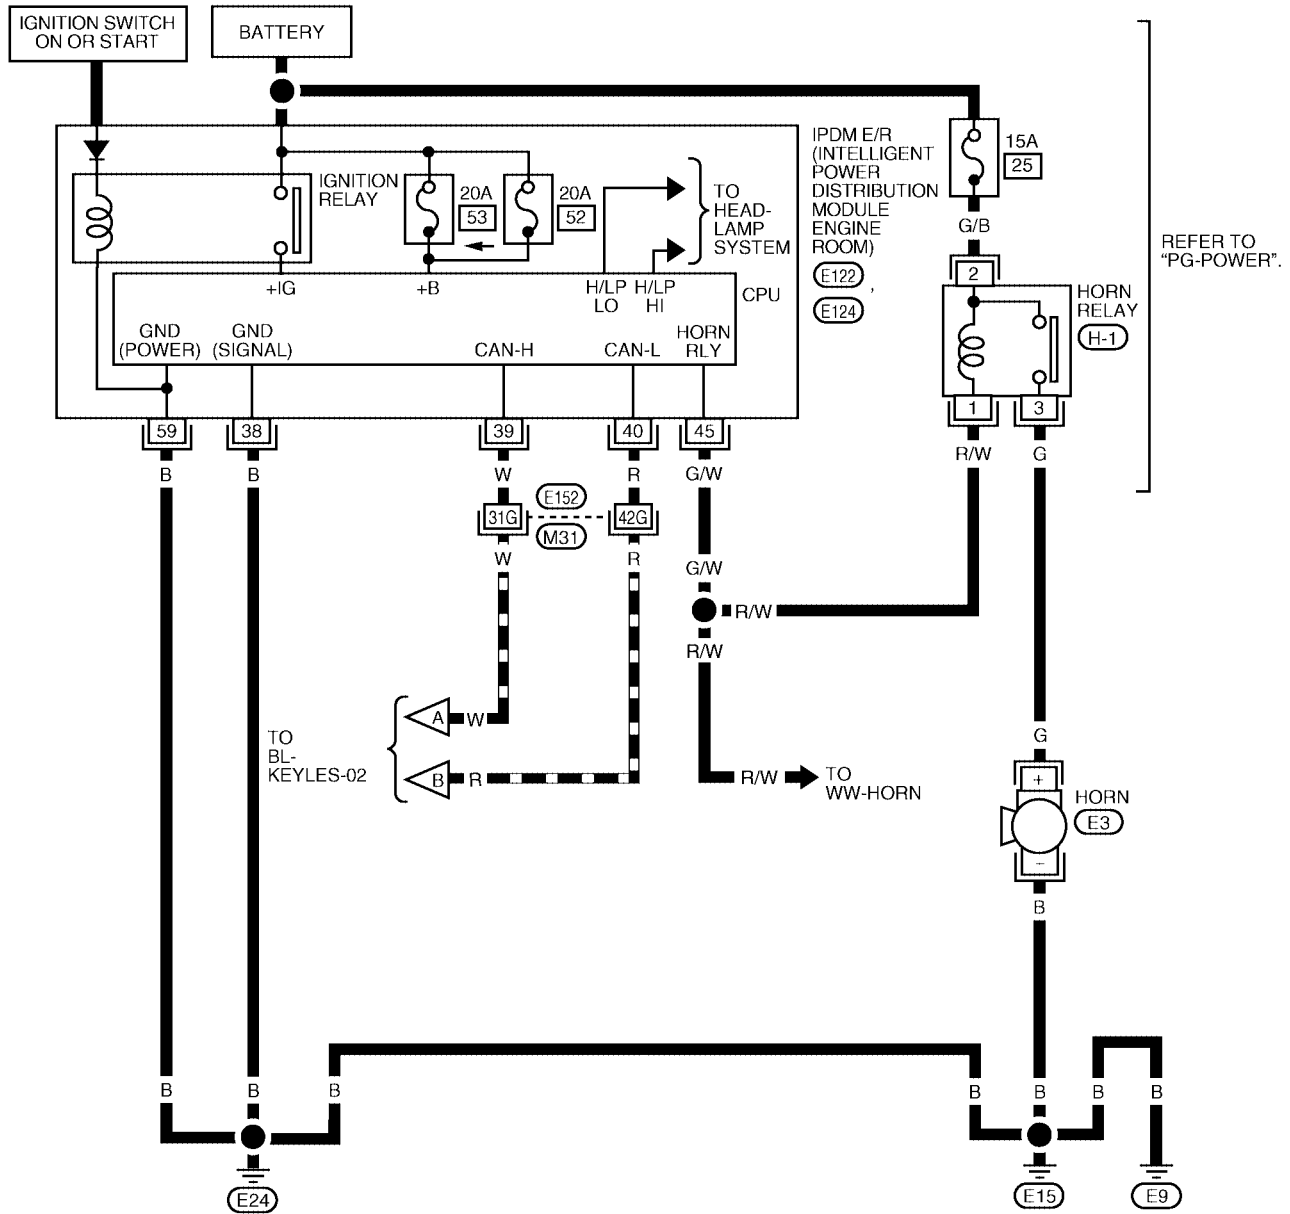 IGNITION SWITCH
ON OR START
BATTERY
IGNITION
RELAY
20A
53
20A
52
TO
HEAD-
LAMP
SYSTEM
IPDM E/R
(INTELLIGENT
POWER
DISTRIBUTION
MODULE
ENGINE
ROOM)
E122
,
E124
15A
25
G/B
2
HORN
RELAY
H-1
REFER TO
"PG-POWER".
+IG
+B
H/LP
LO
H/LP
HI
CPU
GND
(POWER)
GND
(SIGNAL)
CAN-H
CAN-L
HORN
RLY
1
3
59
38
39
40
45
R/W
G
B
B
W
R
G/W
31G
E152
M31
42G
W
R
G/W
R/W
R/W
A
W
B
R
TO
BL-
KEYLES-02
R/W
TO
WW-HORN
G
+
HORN
E3
−
B
B
B
B
B
B
B
B
E24
E15
E9